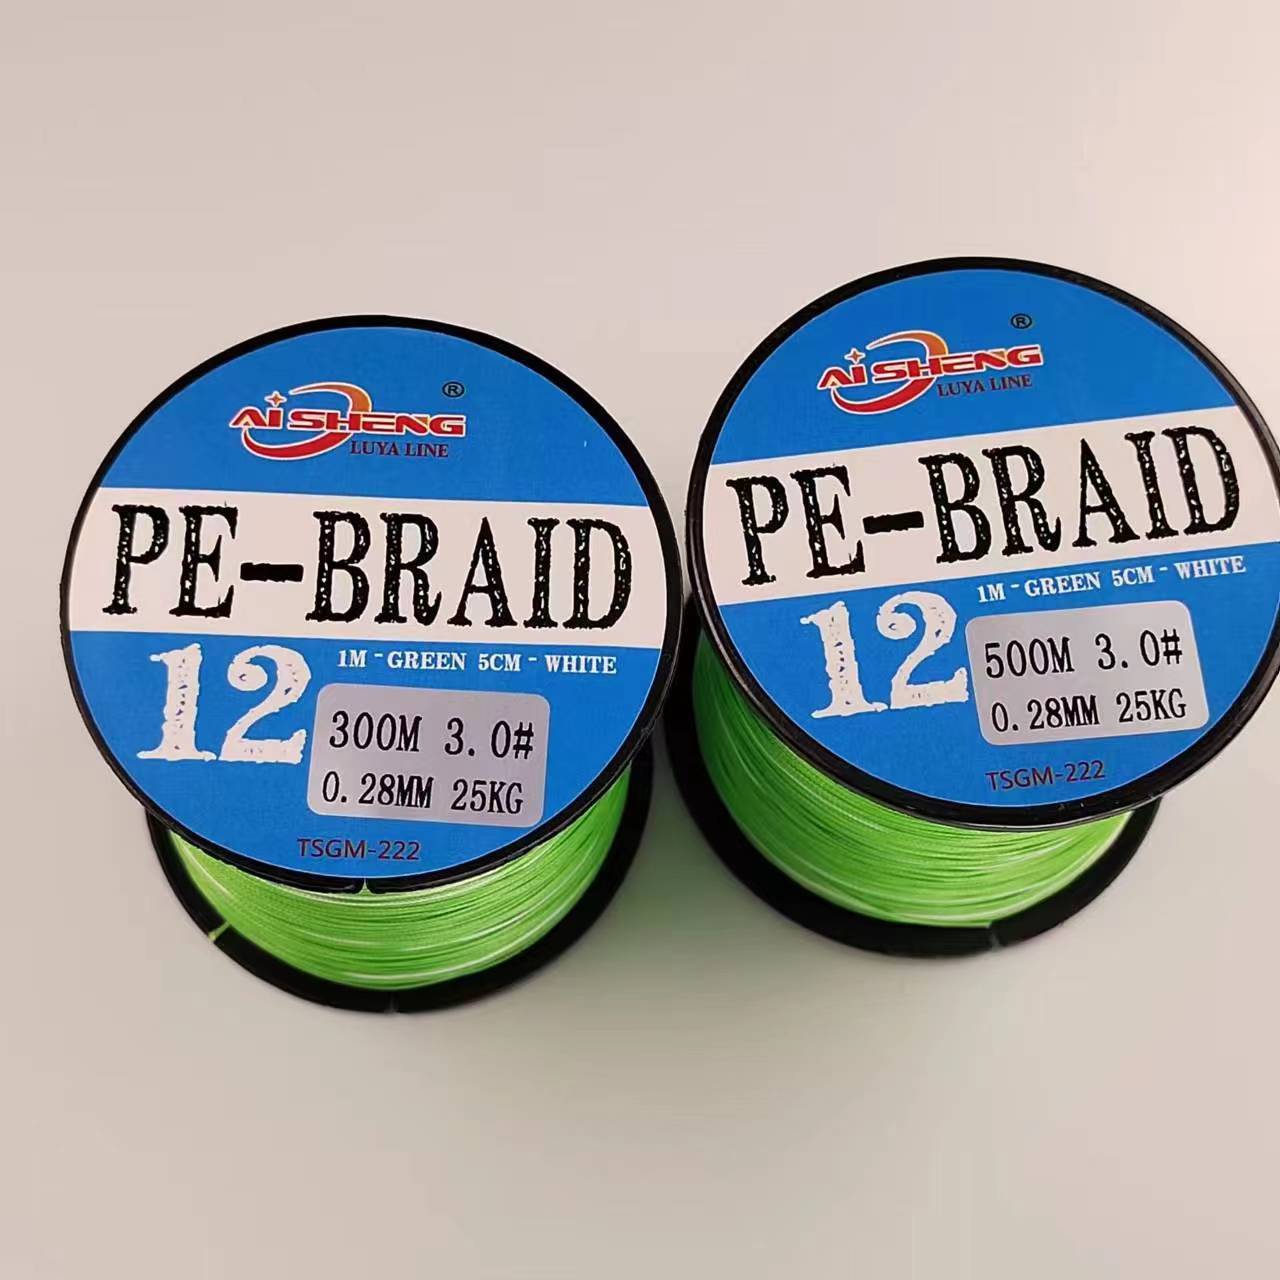 AI SHENG ®
LUYA LINE
PE-BRAID
12
1M - GREEN 5CM - WHITE
300M 3.0#
0.28MM 25KG
TSGM-222
AI SHENG ®
LUYA LINE
PE-BRAID
12
1M - GREEN 5CM - WHITE
500M 3.0#
0.28MM 25KG
TSGM-222